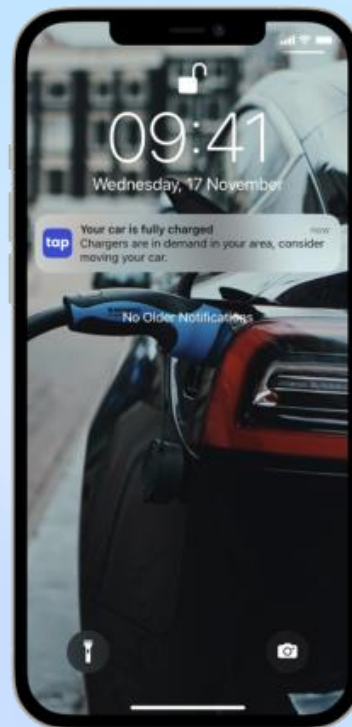 09:41
Wednesday, 17 November
tap
Your car is fully charged
now
Chargers are in demand in your area, consider
moving your car.
No Older Notifications